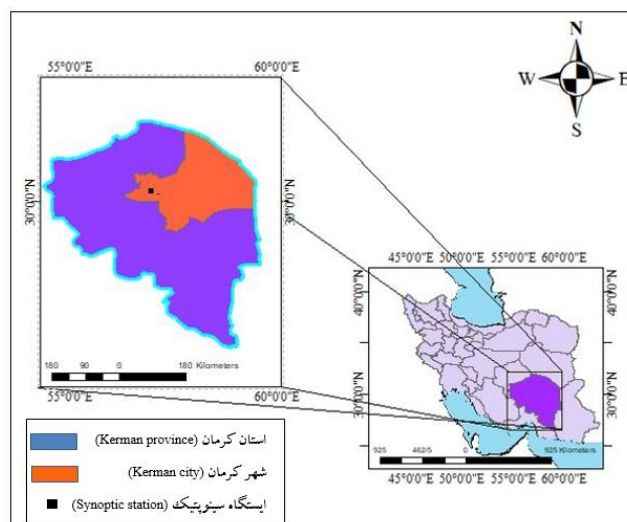 N
W E
S
55°0'0"E 60°0'0"E
30°0'0"N 30°0'0"N
180 90 0 180 Kilometers
55°0'0"E 60°0'0"E
45°0'0"E 50°0'0"E 55°0'0"E 60°0'0"E
40°0'0"N 40°0'0"N
30°0'0"N 30°0'0"N
925 462/5 0 925 Kilometers
45°0'0"E 50°0'0"E 55°0'0"E 60°0'0"E
استان کرمان (Kerman province)
شهر کرمان (Kerman city)
ایستگاه سینوپتیک (Synoptic station)